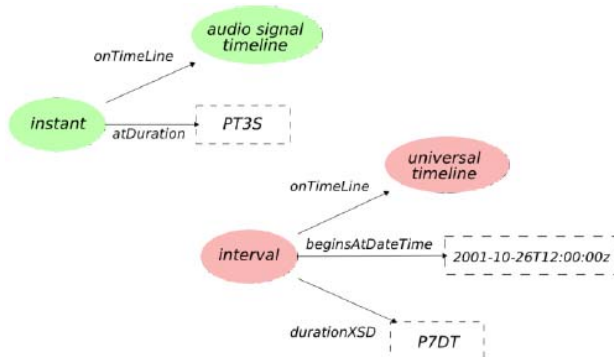 audio signal
timeline
onTimeLine
instant
atDuration
PT3S
universal
timeline
onTimeLine
interval
beginsAtDateTime
2001-10-26T12:00:00z
durationXSD
P7DT